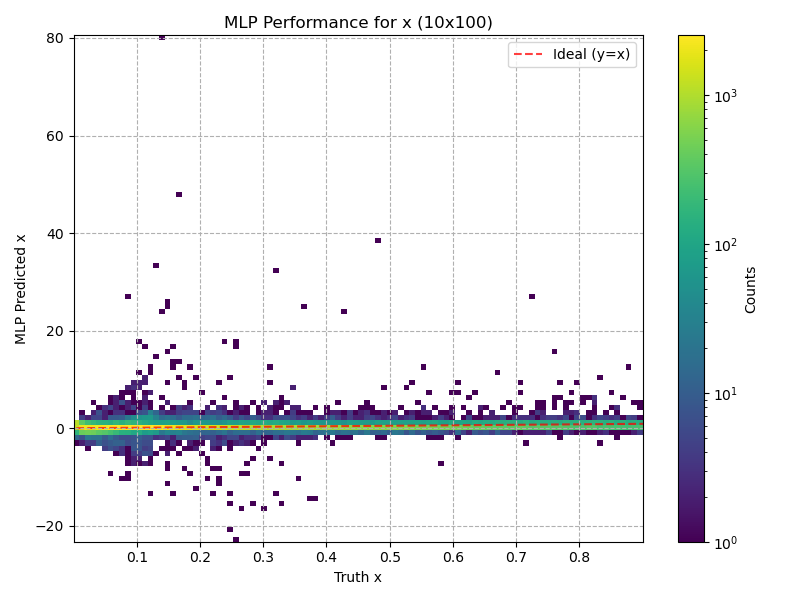 MLP Performance for x (10x100)
Ideal (y=x)
80
60
40
20
0
−20
MLP Predicted x
0.1 0.2 0.3 0.4 0.5 0.6 0.7 0.8
Truth x
10³
10²
10¹
10⁰
Counts